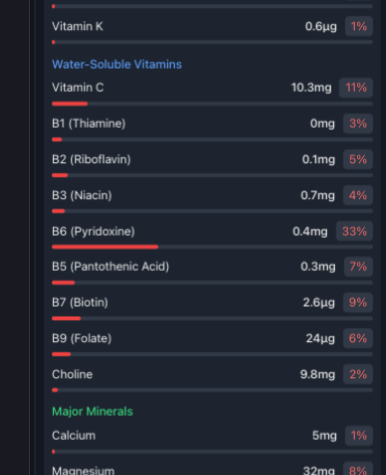 Vitamin K 0.6µg 1%
Water-Soluble Vitamins
Vitamin C 10.3mg 11%
B1 (Thiamine) 0mg 3%
B2 (Riboflavin) 0.1mg 5%
B3 (Niacin) 0.7mg 4%
B6 (Pyridoxine) 0.4mg 33%
B5 (Pantothenic Acid) 0.3mg 7%
B7 (Biotin) 2.6µg 9%
B9 (Folate) 24µg 6%
Choline 9.8mg 2%
Major Minerals
Calcium 5mg 1%
Magnesium 32mg 8%